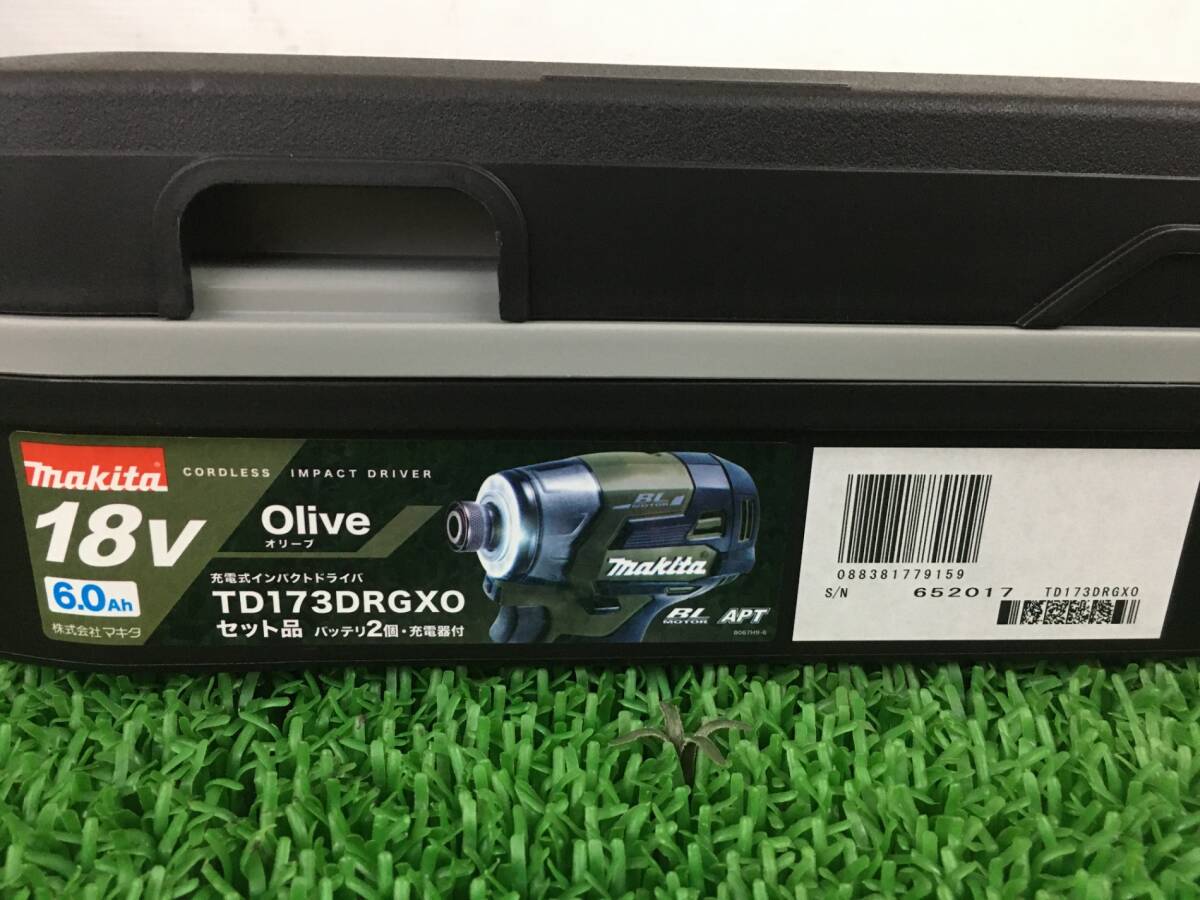 makita
CORDLESS IMPACT DRIVER
18V
Olive
オリーブ
6.0Ah
充電式インパクトドライバ
TD173DRGXO
セット品 バッテリ2個・充電器付
株式会社マキタ
BL
MOTOR
makita
BL
MOTOR
APT
8067H9-6
088381779159
S/N 652017 TD173DRGXO